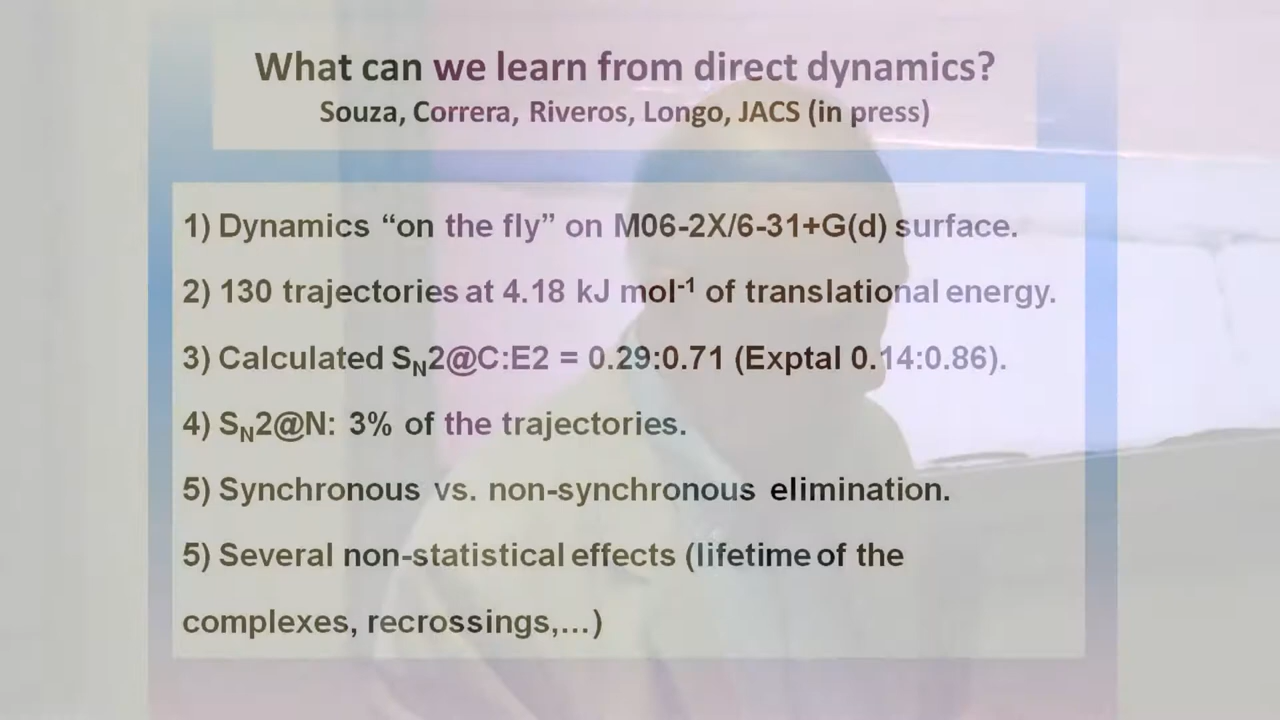 What can we learn from direct dynamics?
Souza, Correra, Riveros, Longo, JACS (in press)
1) Dynamics “on the fly” on M06-2X/6-31+G(d) surface.
2) 130 trajectories at 4.18 kJ mol-1 of translational energy.
3) Calculated SN2@C:E2 = 0.29:0.71 (Exptal 0.14:0.86).
4) SN2@N: 3% of the trajectories.
5) Synchronous vs. non-synchronous elimination.
5) Several non-statistical effects (lifetime of the
complexes, recrossings,...)